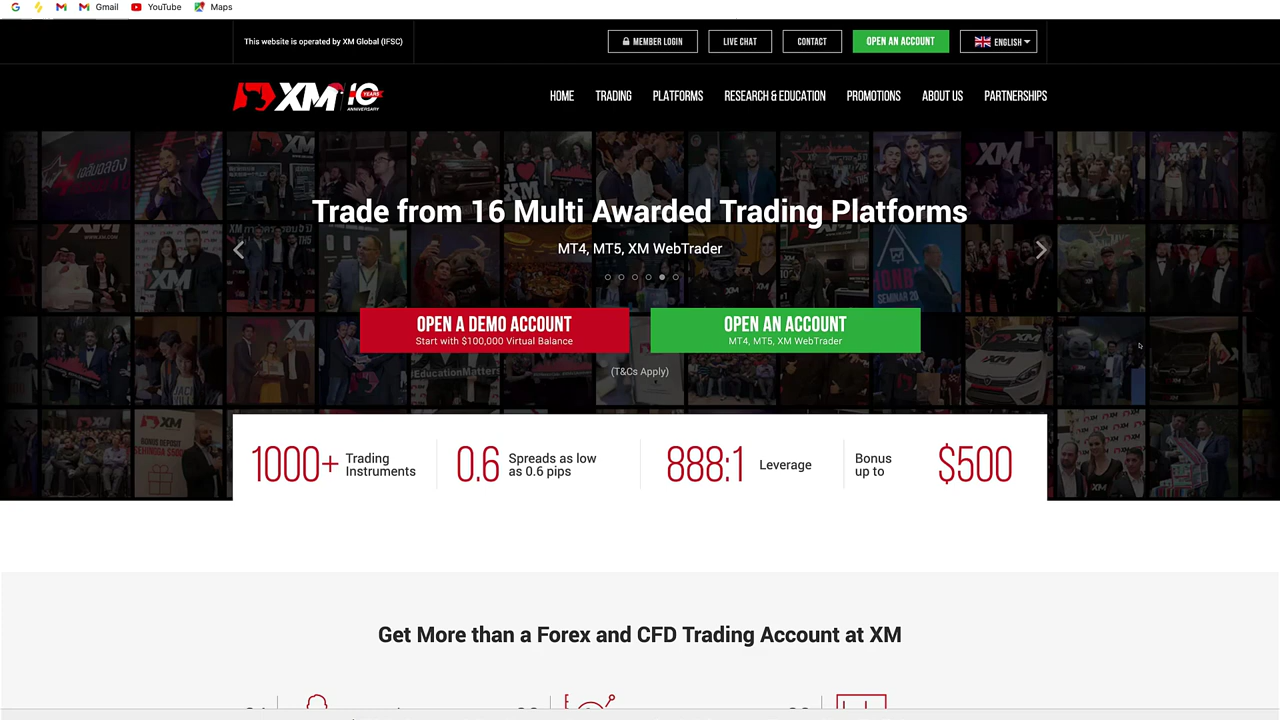 Gmail
YouTube
Maps
This website is operated by XM Global (IFSC)
MEMBER LOGIN
LIVE CHAT
CONTACT
OPEN AN ACCOUNT
ENGLISH
XM 10 YEARS ANNIVERSARY
HOME
TRADING
PLATFORMS
RESEARCH & EDUCATION
PROMOTIONS
ABOUT US
PARTNERSHIPS
Trade from 16 Multi Awarded Trading Platforms
MT4, MT5, XM WebTrader
OPEN A DEMO ACCOUNT
Start with $100,000 Virtual Balance
OPEN AN ACCOUNT
MT4, MT5, XM WebTrader
(T&Cs Apply)
1000+ Trading
Instruments
0.6 Spreads as low
as 0.6 pips
888:1 Leverage
Bonus
up to $500
Get More than a Forex and CFD Trading Account at XM